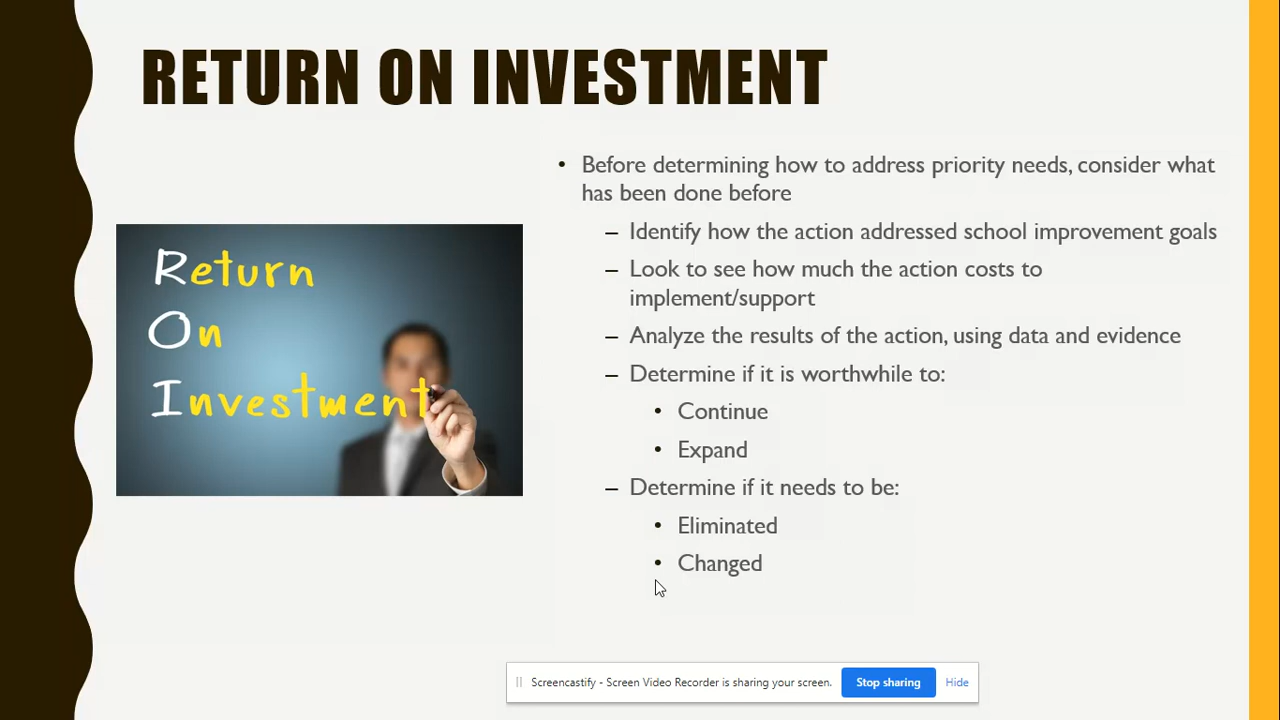 RETURN ON INVESTMENT
Return
On
Investment
• Before determining how to address priority needs, consider what
has been done before
– Identify how the action addressed school improvement goals
– Look to see how much the action costs to
implement/support
– Analyze the results of the action, using data and evidence
– Determine if it is worthwhile to:
• Continue
• Expand
– Determine if it needs to be:
• Eliminated
• Changed
Screencastify - Screen Video Recorder is sharing your screen. Stop sharing Hide